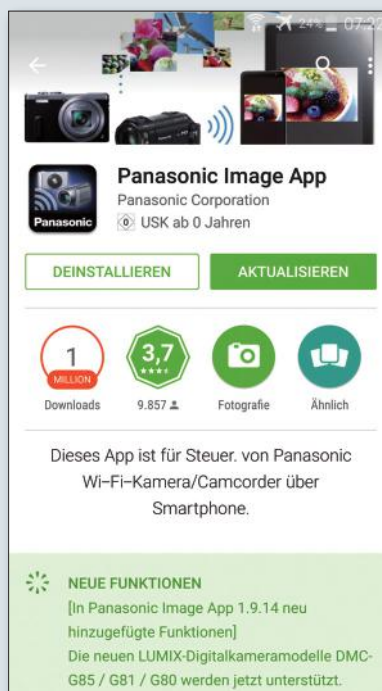 24% 07:22
Panasonic
Panasonic Image App
Panasonic Corporation
0 USK ab 0 Jahren
DEINSTALLIEREN
AKTUALISIEREN
1
MILLION
Downloads
3,7
9.857
Fotografie
Ähnlich
Dieses App ist für Steuer. von Panasonic
Wi-Fi-Kamera/Camcorder über
Smartphone.
NEUE FUNKTIONEN
[In Panasonic Image App 1.9.14 neu
hinzugefügte Funktionen]
Die neuen LUMIX-Digitalkameramodelle DMC-
G85 / G81 / G80 werden jetzt unterstützt.